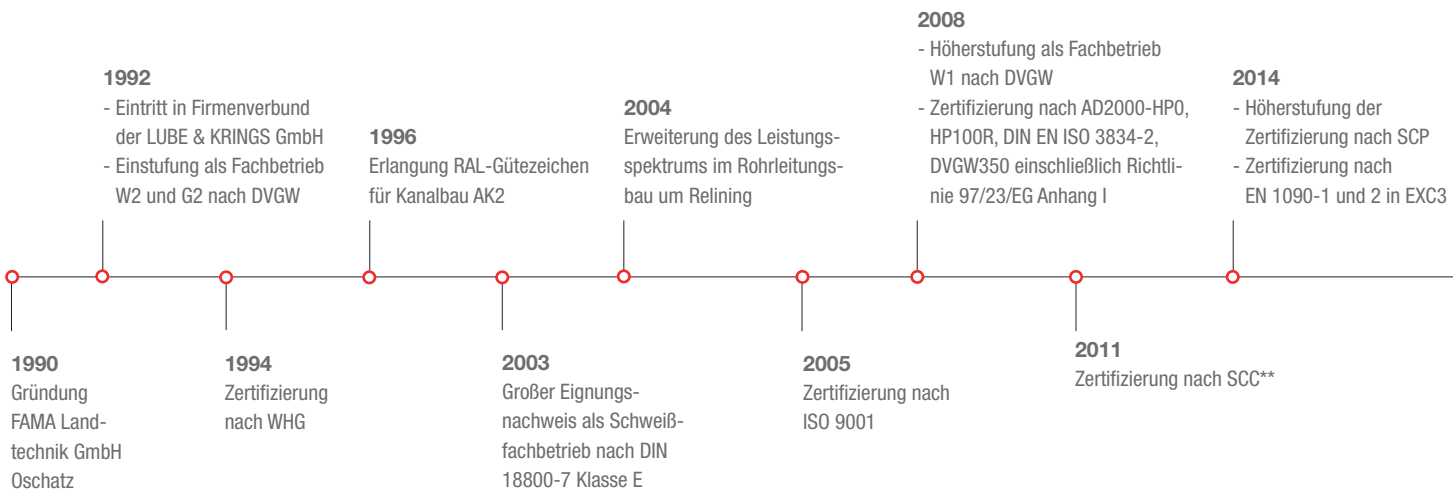 1990
Gründung
FAMA Land-
technik GmbH
Oschatz
1992
- Eintritt in Firmenverbund
der LUBE & KRINGS GmbH
- Einstufung als Fachbetrieb
W2 und G2 nach DVGW
1994
Zertifizierung
nach WHG
1996
Erlangung RAL-Gütezeichen
für Kanalbau AK2
2003
Großer Eignungs-
nachweis als Schweiß-
fachbetrieb nach DIN
18800-7 Klasse E
2004
Erweiterung des Leistungs-
spektrums im Rohrleitungs-
bau um Relining
2005
Zertifizierung nach
ISO 9001
2008
- Höherstufung als Fachbetrieb
W1 nach DVGW
- Zertifizierung nach AD2000-HP0,
HP100R, DIN EN ISO 3834-2,
DVGW350 einschließlich Richtli-
nie 97/23/EG Anhang I
2011
Zertifizierung nach SCC**
2014
- Höherstufung der
Zertifizierung nach SCP
- Zertifizierung nach
EN 1090-1 und 2 in EXC3